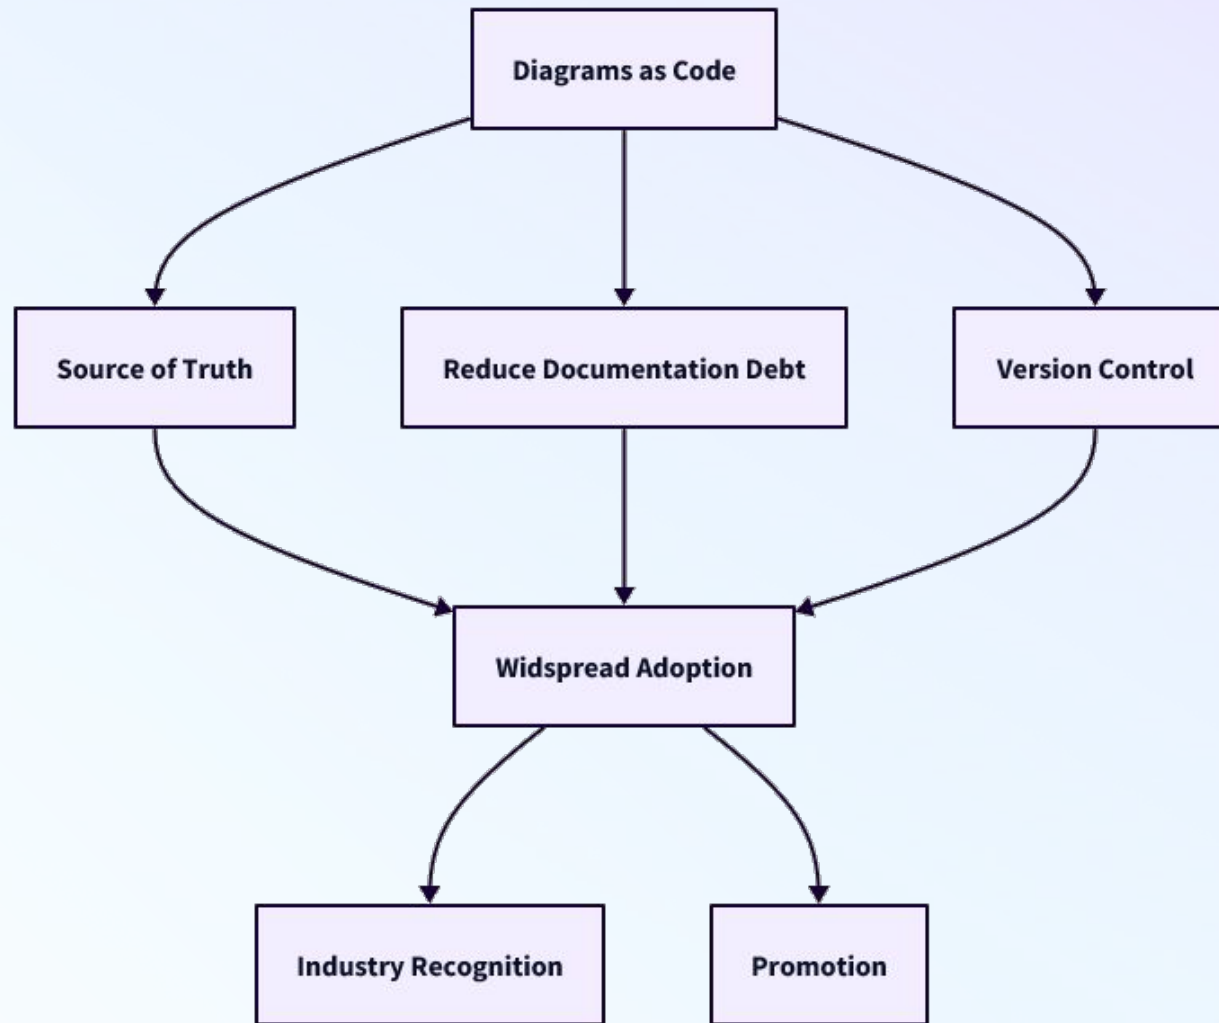 Diagrams as Code
Source of Truth
Reduce Documentation Debt
Version Control
Widspread Adoption
Industry Recognition
Promotion